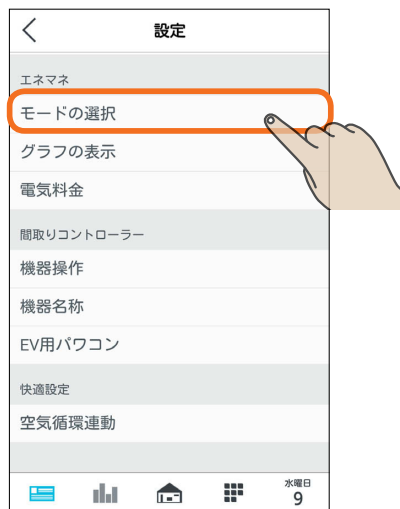 設定
エネマネ
モードの選択
グラフの表示
電気料金
間取りコントローラー
機器操作
機器名称
EV用パワコン
快適設定
空気循環連動
水曜日
9